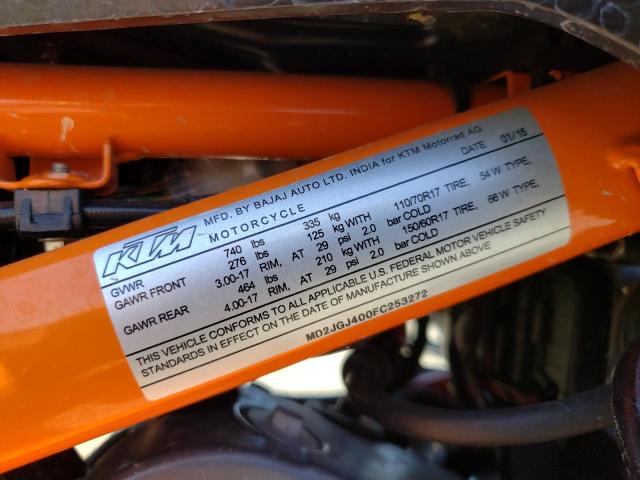 KTM MFG. BY BAJAJ AUTO LTD. INDIA for KTM Motorrad AG
MOTORCYCLE DATE 01/15
GVWR 740 lbs 335 kg
GAWR FRONT 276 lbs 125 kg WITH 110/70R17 TIRE, 54 W TYPE,
3.00-17 RIM, AT 29 psi 2.0 bar COLD
GAWR REAR 464 lbs 210 kg WITH 150/60R17 TIRE, 66 W TYPE,
4.00-17 RIM, AT 29 psi 2.0 bar COLD
THIS VEHICLE CONFORMS TO ALL APPLICABLE U.S. FEDERAL MOTOR VEHICLE SAFETY
STANDARDS IN EFFECT ON THE DATE OF MANUFACTURE SHOWN ABOVE
MD2JGJ400FC253272